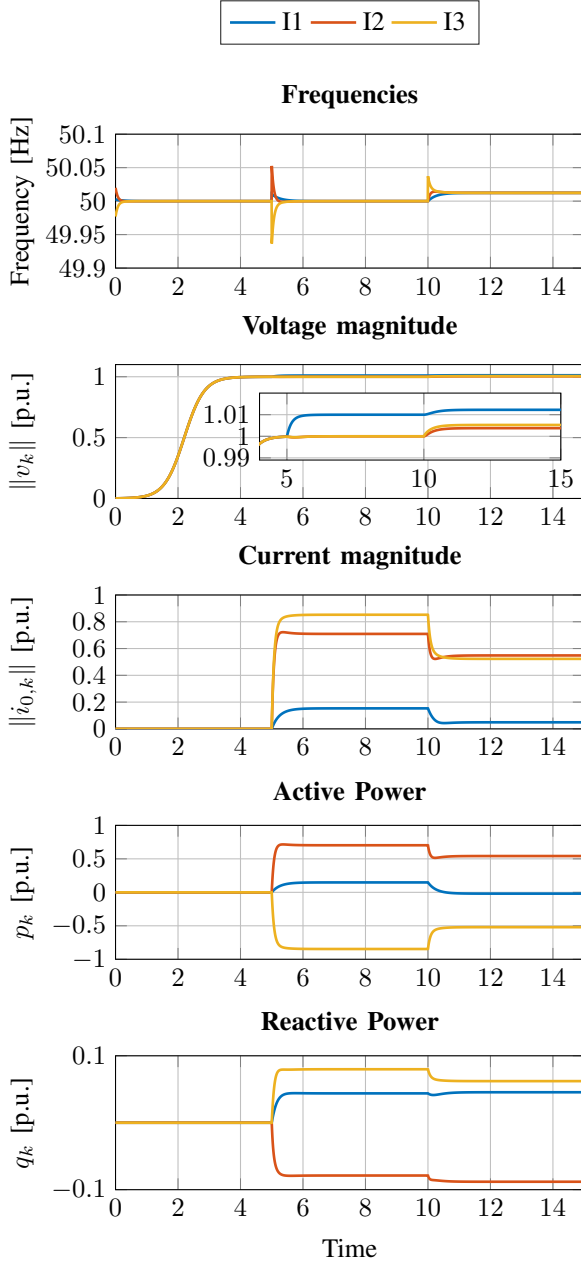 I1 I2 I3
Frequencies
Frequency [Hz]
50.1
50.05
50
49.95
49.9
0 2 4 6 8 10 12 14
Voltage magnitude
||v_k|| [p.u.]
1
0.5
0
1.01
1
0.99
5 10 15
0 2 4 6 8 10 12 14
Current magnitude
||i_{0,k}|| [p.u.]
1
0.8
0.6
0.4
0.2
0
0 2 4 6 8 10 12 14
Active Power
p_k [p.u.]
1
0.5
0
−0.5
−1
0 2 4 6 8 10 12 14
Reactive Power
q_k [p.u.]
0.1
−0.1
0 2 4 6 8 10 12 14
Time